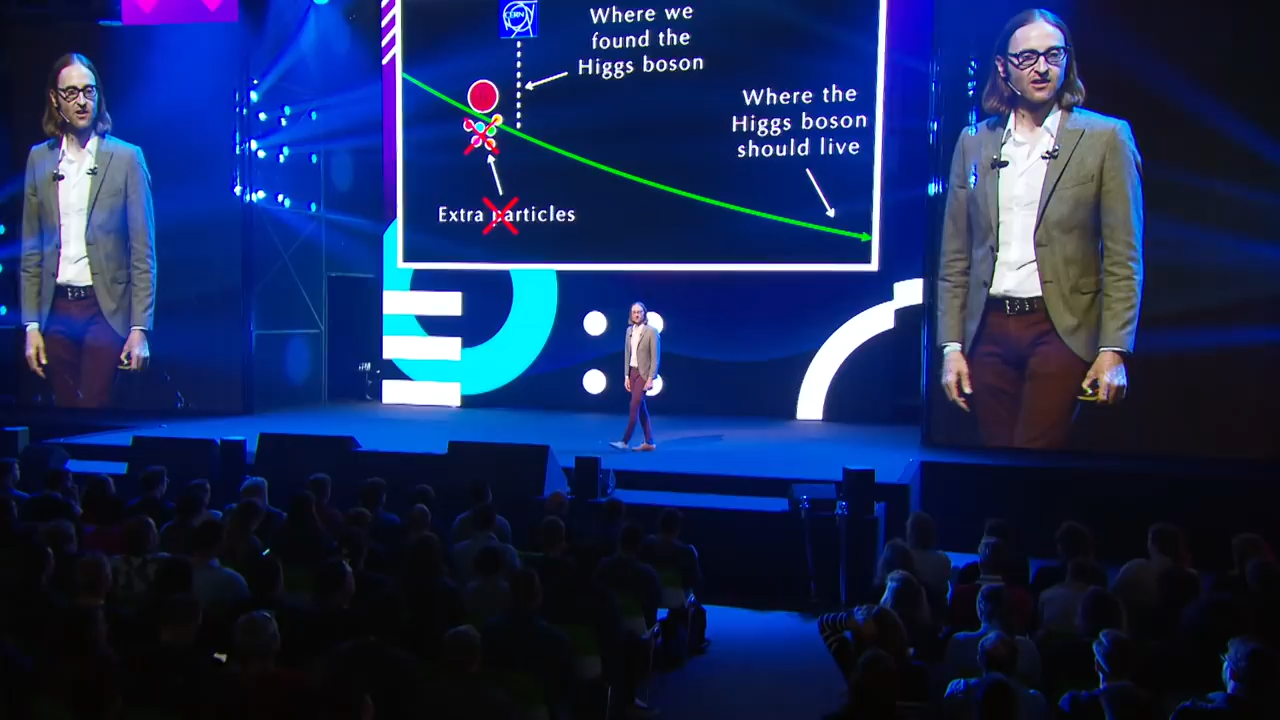 CERN
Where we
found the
Higgs boson
Where the
Higgs boson
should live
Extra particles